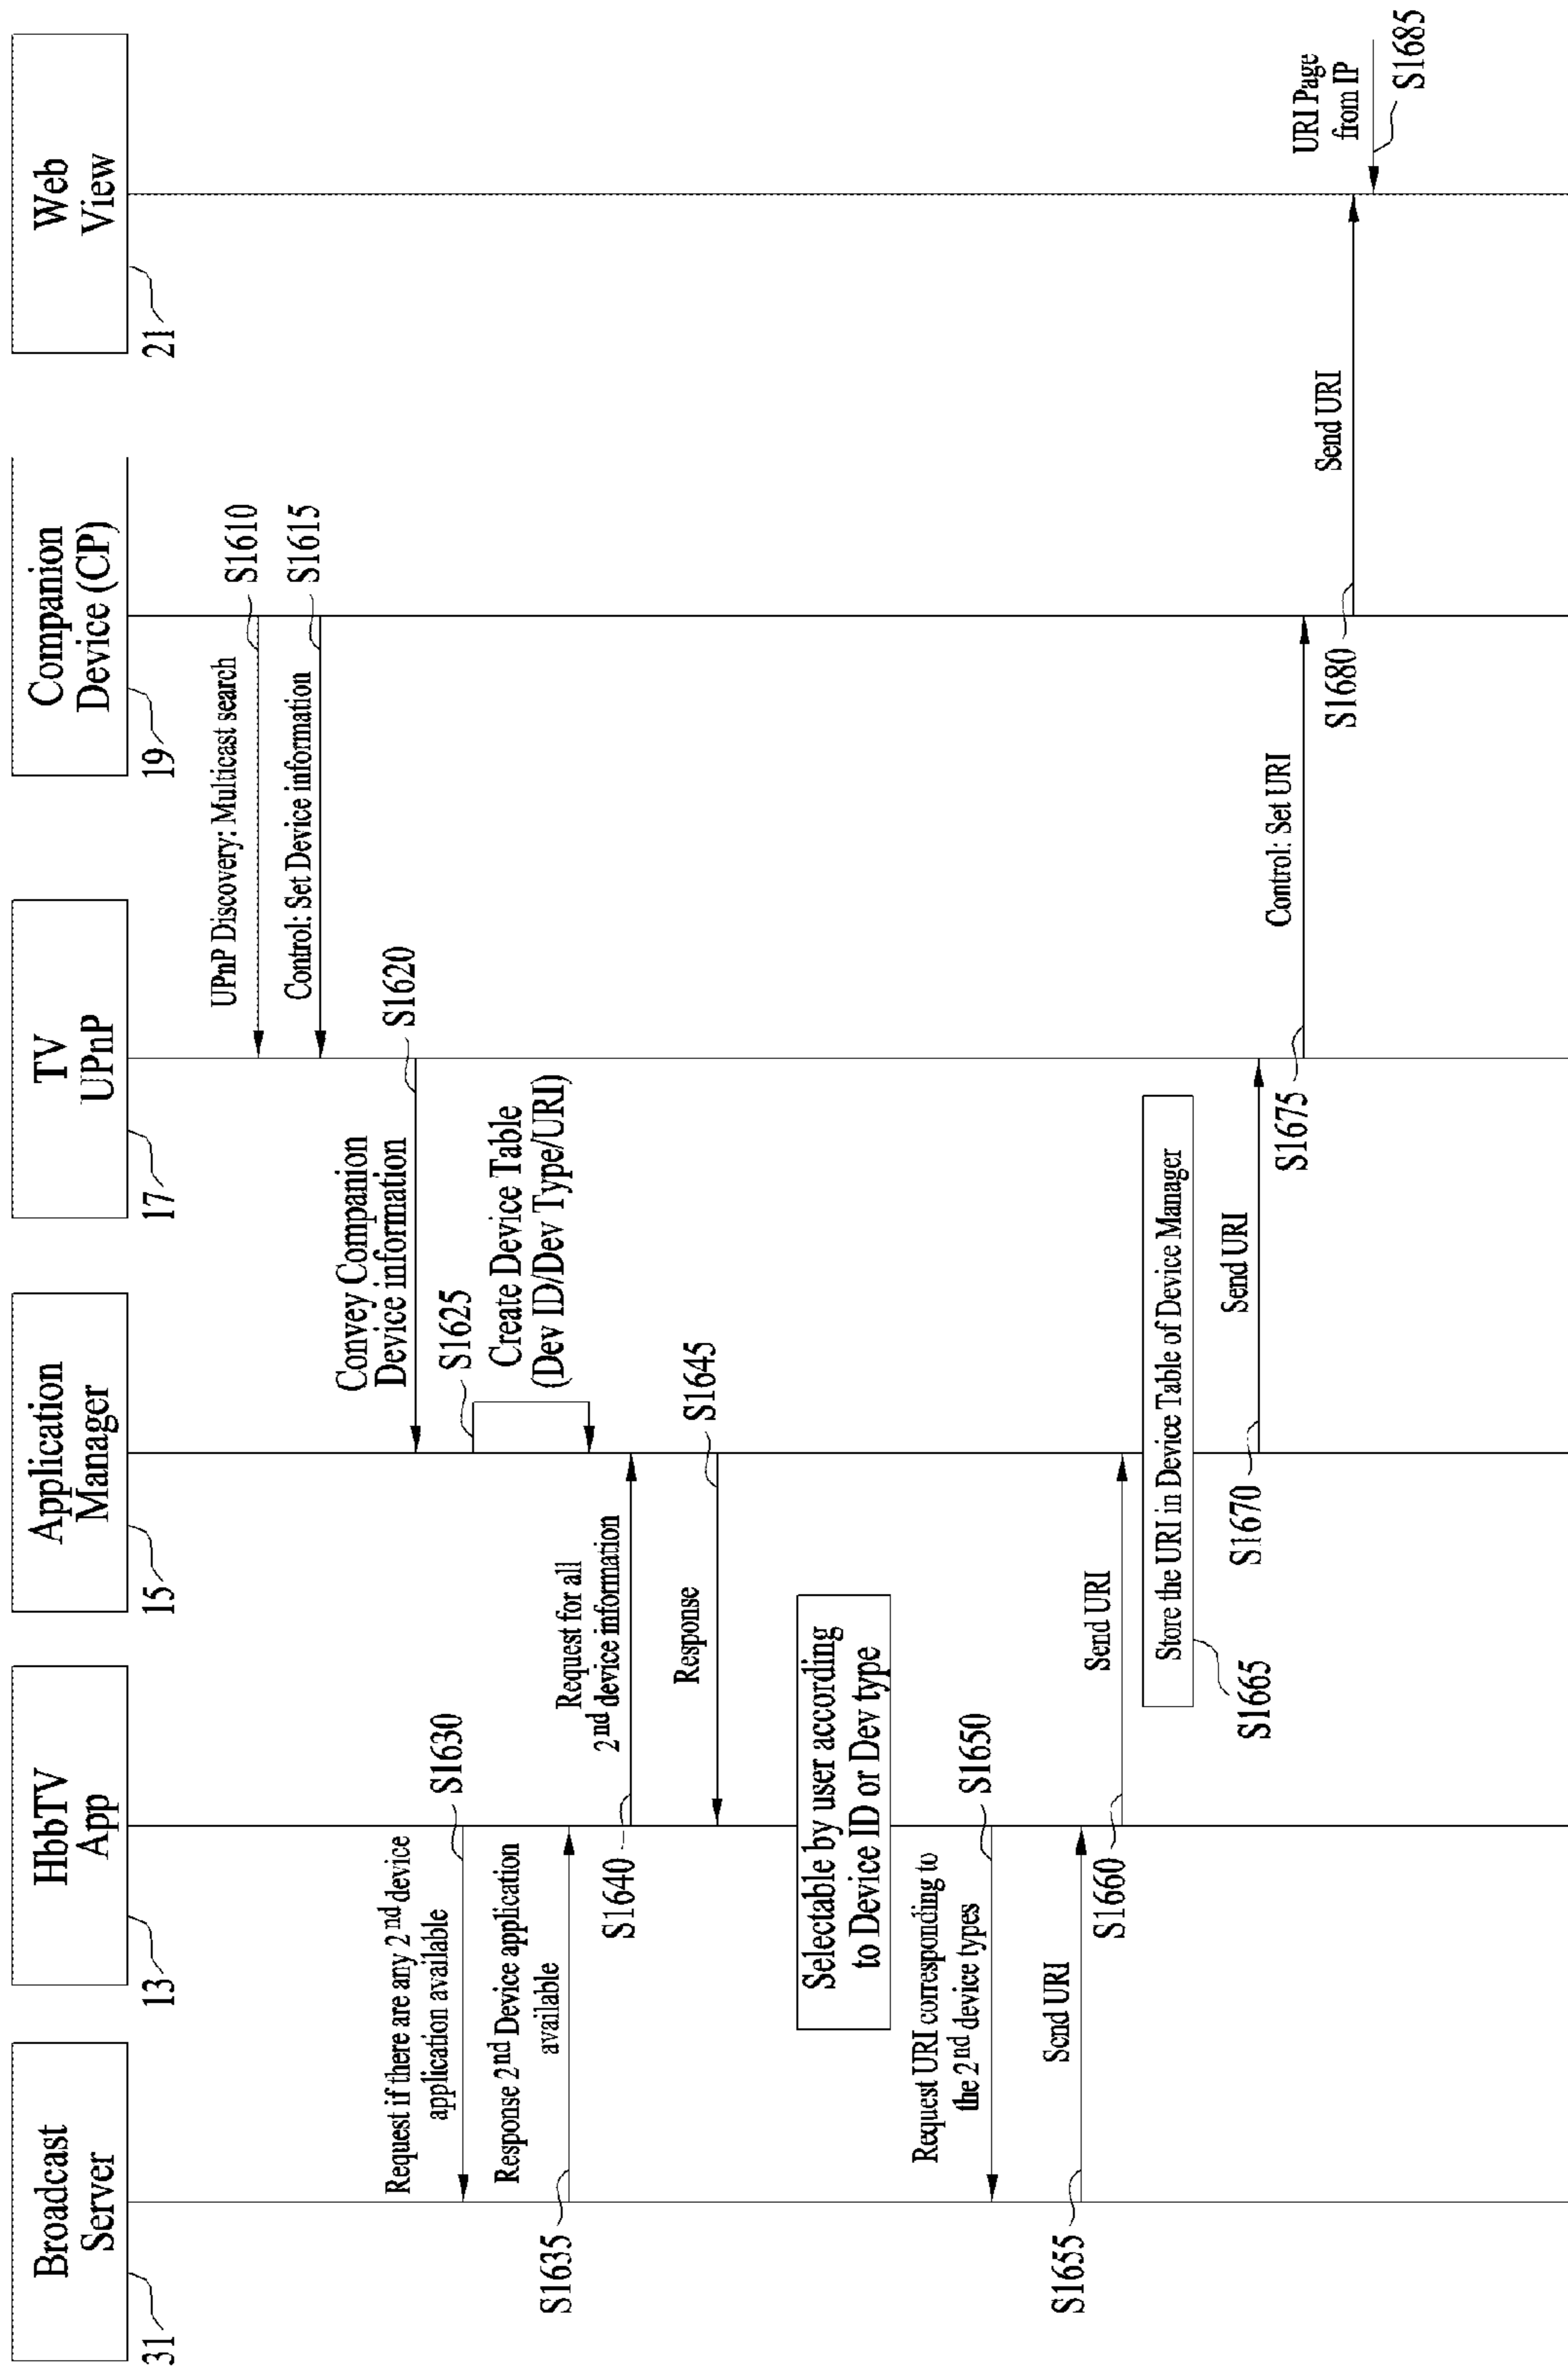 Broadcast
Server
31
HbbTV
App
13
Application
Manager
15
TV
UPnP
17
Companion
Device (CP)
19
Web
View
21
UPnP Discovery: Multicast search
S1610
Control: Set Device information
S1615
Convey Companion
Device information
S1620
S1625
Create Device Table
(Dev ID/Dev Type/URI)
Request if there are any 2nd device
application available
S1630
Response 2nd Device application
available
S1635
Request for all
2nd device information
S1640
Response
S1645
Selectable by user according
to Device ID or Dev type
Request URI corresponding to
the 2nd device types
S1650
Send URI
S1655
Send URI
S1660
Store the URI in Device Table of Device Manager
S1665
Send URI
S1670
Control: Set URI
S1675
Send URI
S1680
URI Page
from IP
S1685